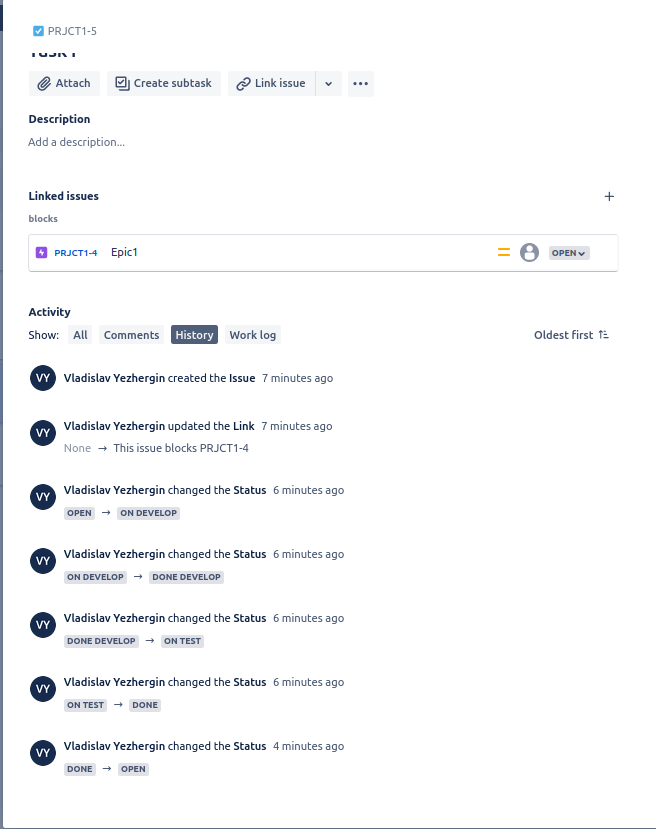 PRJCT1-5
Task1
Attach Create subtask Link issue
Description
Add a description...
Linked issues
blocks
PRJCT1-4 Epic1 OPEN
Activity
Show: All Comments History Work log Oldest first
VY Vladislav Yezhergin created the Issue 7 minutes ago
VY Vladislav Yezhergin updated the Link 7 minutes ago
None → This issue blocks PRJCT1-4
VY Vladislav Yezhergin changed the Status 6 minutes ago
OPEN → ON DEVELOP
VY Vladislav Yezhergin changed the Status 6 minutes ago
ON DEVELOP → DONE DEVELOP
VY Vladislav Yezhergin changed the Status 6 minutes ago
DONE DEVELOP → ON TEST
VY Vladislav Yezhergin changed the Status 6 minutes ago
ON TEST → DONE
VY Vladislav Yezhergin changed the Status 4 minutes ago
DONE → OPEN